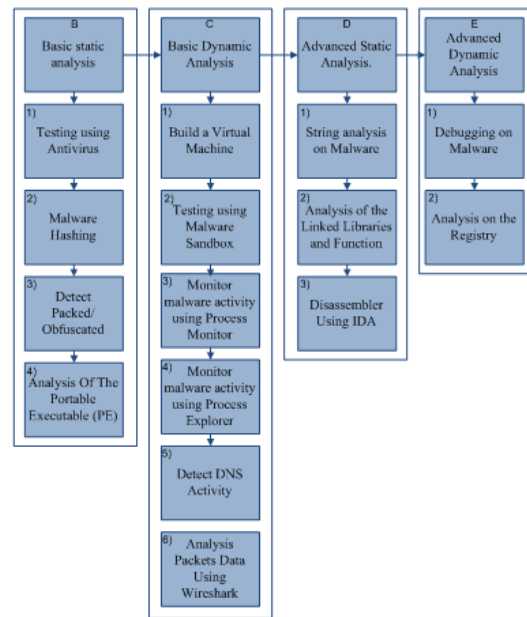 B
Basic static
analysis
1)
Testing using
Antivirus
2)
Malware
Hashing
3)
Detect
Packed/
Obfuscated
4)
Analysis Of The
Portable
Executable (PE)
C
Basic Dynamic
Analysis
1)
Build a Virtual
Machine
2)
Testing using
Malware
Sandbox
3)
Monitor
malware activity
using Process
Monitor
4)
Monitor
malware activity
using Process
Explorer
5)
Detect DNS
Activity
6)
Analysis
Packets Data
Using
Wireshark
D
Advanced Static
Analysis.
1)
String analysis
on Malware
2)
Analysis of the
Linked Libraries
and Function
3)
Disassembler
Using IDA
E
Advanced
Dynamic
Analysis
1)
Debugging on
Malware
2)
Analysis on the
Registry